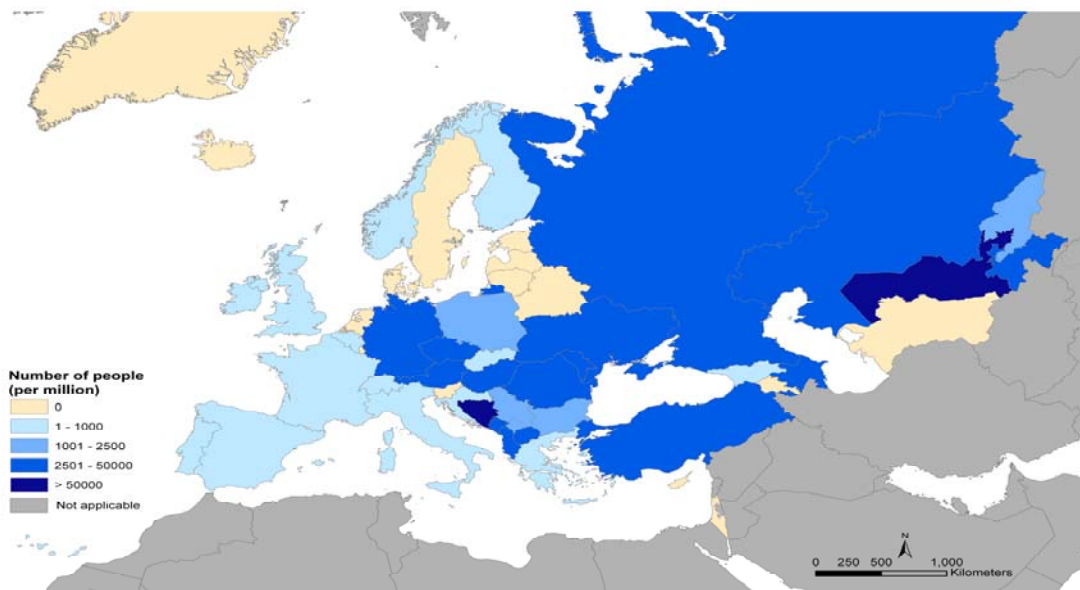 Number of people
(per million)
0
1 - 1000
1001 - 2500
2501 - 50000
> 50000
Not applicable
N
0 250 500 1,000
Kilometers